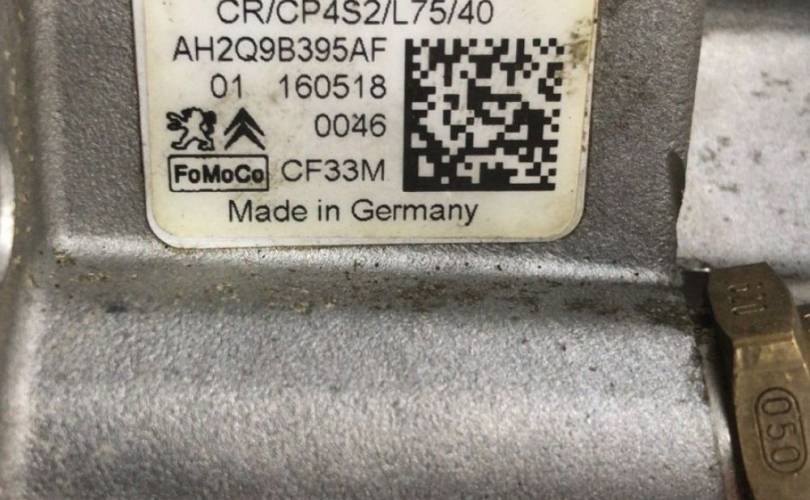 CR/CP4S2/L75/40
AH2Q9B395AF
01 160518
0046
FoMoCo CF33M
Made in Germany
050